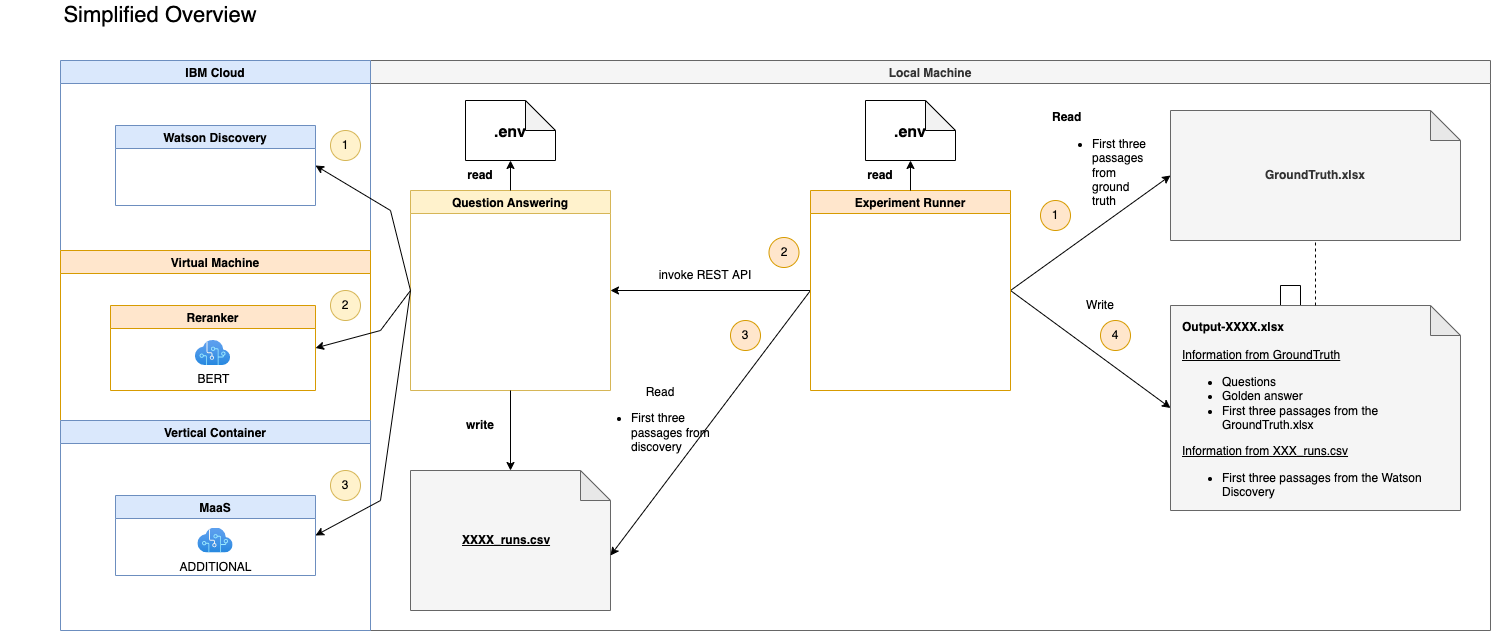 Simplified Overview
IBM Cloud
Local Machine
Watson Discovery
1
.env
read
Question Answering
.env
read
Experiment Runner
Read
• First three
passages
from
ground
truth
1
GroundTruth.xlsx
Virtual Machine
Reranker
2
BERT
invoke REST API
2
3
Write
4
Output-XXXX.xlsx
Information from GroundTruth
• Questions
• Golden answer
• First three passages from the
GroundTruth.xlsx
Information from XXX_runs.csv
• First three passages from the Watson
Discovery
Read
• First three
passages from
discovery
write
Vertical Container
MaaS
3
ADDITIONAL
XXXX_runs.csv